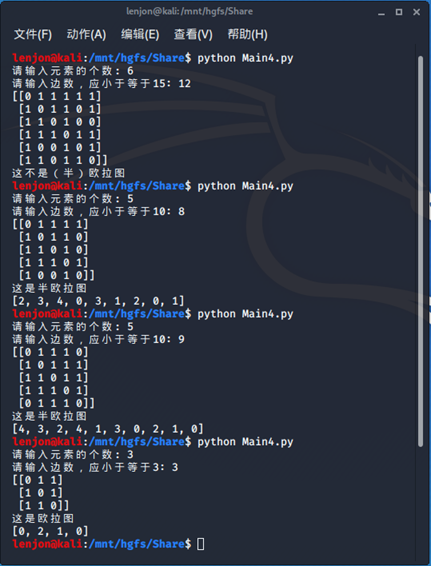 lenjon@kali:/mnt/hgfs/Share
文件(F) 动作(A) 编辑(E) 查看(V) 帮助(H)
lenjon@kali:/mnt/hgfs/Share$ python Main4.py
请输入元素的个数: 6
请输入边数，应小于等于15: 12
[[0 1 1 1 1 1]
[1 0 1 1 0 1]
[1 1 0 1 0 0]
[1 1 1 0 1 1]
[1 0 0 1 0 1]
[1 1 0 1 1 0]]
这不是（半）欧拉图
lenjon@kali:/mnt/hgfs/Share$ python Main4.py
请输入元素的个数: 5
请输入边数，应小于等于10: 8
[[0 1 1 1 1]
[1 0 1 1 0]
[1 1 0 1 0]
[1 1 1 0 1]
[1 0 0 1 0]]
这是半欧拉图
[2, 3, 4, 0, 3, 1, 2, 0, 1]
lenjon@kali:/mnt/hgfs/Share$ python Main4.py
请输入元素的个数: 5
请输入边数，应小于等于10: 9
[[0 1 1 1 0]
[1 0 1 1 1]
[1 1 0 1 1]
[1 1 1 0 1]
[0 1 1 1 0]]
这是半欧拉图
[4, 3, 2, 4, 1, 3, 0, 2, 1, 0]
lenjon@kali:/mnt/hgfs/Share$ python Main4.py
请输入元素的个数: 3
请输入边数，应小于等于3: 3
[[0 1 1]
[1 0 1]
[1 1 0]]
这是欧拉图
[0, 2, 1, 0]
lenjon@kali:/mnt/hgfs/Share$